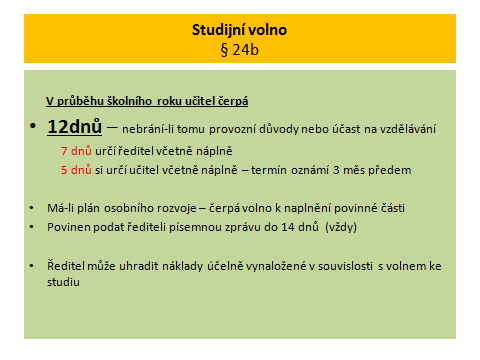 Studijní volno
§ 24b
V průběhu školního roku učitel čerpá
• 12dnů – nebrání-li tomu provozní důvody nebo účast na vzdělávání
7 dnů určí ředitel včetně náplně
5 dnů si určí učitel včetně náplně – termín oznámí 3 měs předem
• Má-li plán osobního rozvoje – čerpá volno k naplnění povinné části
• Povinen podat řediteli písemnou zprávu do 14 dnů (vždy)
• Ředitel může uhradit náklady účelně vynaložené v souvislosti s volnem ke
studiu